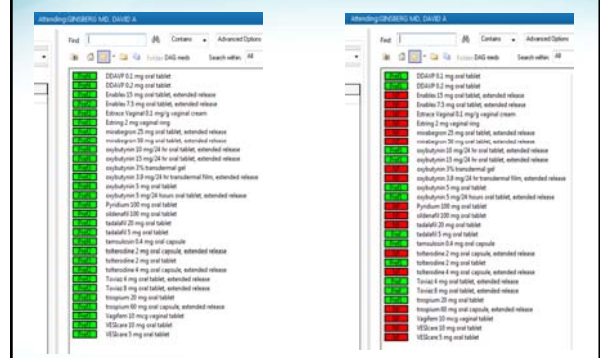 Attending:GINSBERG MD, DAVID A
Find:
Contains
Advanced Options
Folder: DAG meds
Search within: All
DDAVP 0.1 mg oral tablet
DDAVP 0.2 mg oral tablet
Enablex 15 mg oral tablet, extended release
Enablex 7.5 mg oral tablet, extended release
Estrace Vaginal 0.1 mg/g vaginal cream
Estring 2 mg vaginal ring
mirabegron 25 mg oral tablet, extended release
mirabegron 50 mg oral tablet, extended release
oxybutynin 10 mg/24 hr oral tablet, extended release
oxybutynin 15 mg/24 hr oral tablet, extended release
oxybutynin 3% transdermal gel
oxybutynin 3.9 mg/24 hr transdermal film, extended release
oxybutynin 5 mg oral tablet
oxybutynin 5 mg/24 hours oral tablet, extended release
Pyridium 100 mg oral tablet
sildenafil 100 mg oral tablet
tadalafil 20 mg oral tablet
tadalafil 5 mg oral tablet
tamsulosin 0.4 mg oral capsule
tolterodine 2 mg oral capsule, extended release
tolterodine 2 mg oral tablet
tolterodine 4 mg oral capsule, extended release
Toviaz 4 mg oral tablet, extended release
Toviaz 8 mg oral tablet, extended release
trospium 20 mg oral tablet
trospium 60 mg oral capsule, extended release
Vagifem 10 mcg vaginal tablet
VESIcare 10 mg oral tablet
VESIcare 5 mg oral tablet
Attending:GINSBERG MD, DAVID A
Find:
Contains
Advanced Options
Folder: DAG meds
Search within: All
DDAVP 0.1 mg oral tablet
DDAVP 0.2 mg oral tablet
Enablex 15 mg oral tablet, extended release
Enablex 7.5 mg oral tablet, extended release
Estrace Vaginal 0.1 mg/g vaginal cream
Estring 2 mg vaginal ring
mirabegron 25 mg oral tablet, extended release
mirabegron 50 mg oral tablet, extended release
oxybutynin 10 mg/24 hr oral tablet, extended release
oxybutynin 15 mg/24 hr oral tablet, extended release
oxybutynin 3% transdermal gel
oxybutynin 3.9 mg/24 hr transdermal film, extended release
oxybutynin 5 mg oral tablet
oxybutynin 5 mg/24 hours oral tablet, extended release
Pyridium 100 mg oral tablet
sildenafil 100 mg oral tablet
tadalafil 20 mg oral tablet
tadalafil 5 mg oral tablet
tamsulosin 0.4 mg oral capsule
tolterodine 2 mg oral capsule, extended release
tolterodine 2 mg oral tablet
tolterodine 4 mg oral capsule, extended release
Toviaz 4 mg oral tablet, extended release
Toviaz 8 mg oral tablet, extended release
trospium 20 mg oral tablet
trospium 60 mg oral capsule, extended release
Vagifem 10 mcg vaginal tablet
VESIcare 10 mg oral tablet
VESIcare 5 mg oral tablet